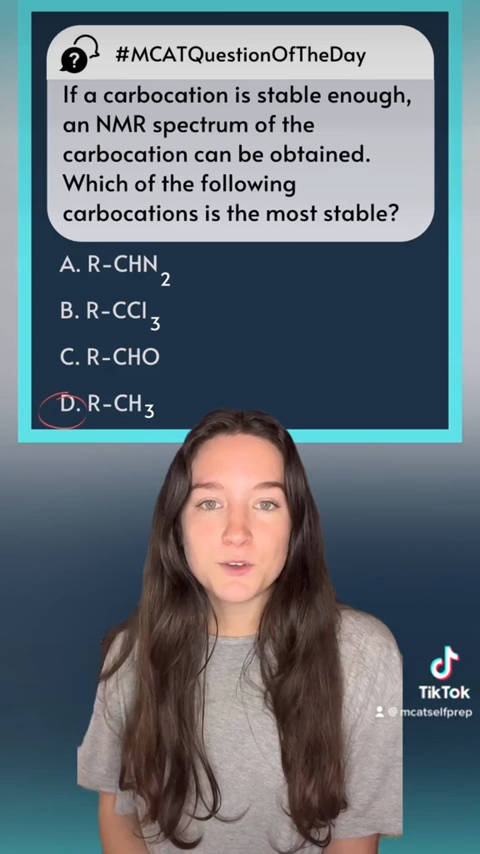 #MCATQuestionOfTheDay
If a carbocation is stable enough,
an NMR spectrum of the
carbocation can be obtained.
Which of the following
carbocations is the most stable?
A. R-CHN2
B. R-CCl3
C. R-CHO
D. R-CH3
TikTok
@mcatselfprep